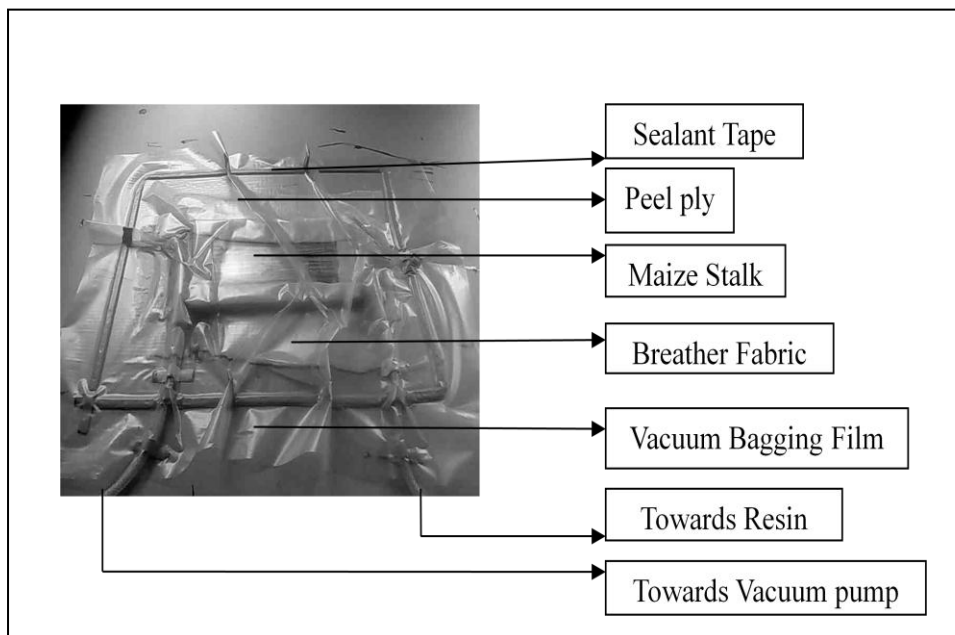 Sealant Tape
Peel ply
Maize Stalk
Breather Fabric
Vacuum Bagging Film
Towards Resin
Towards Vacuum pump